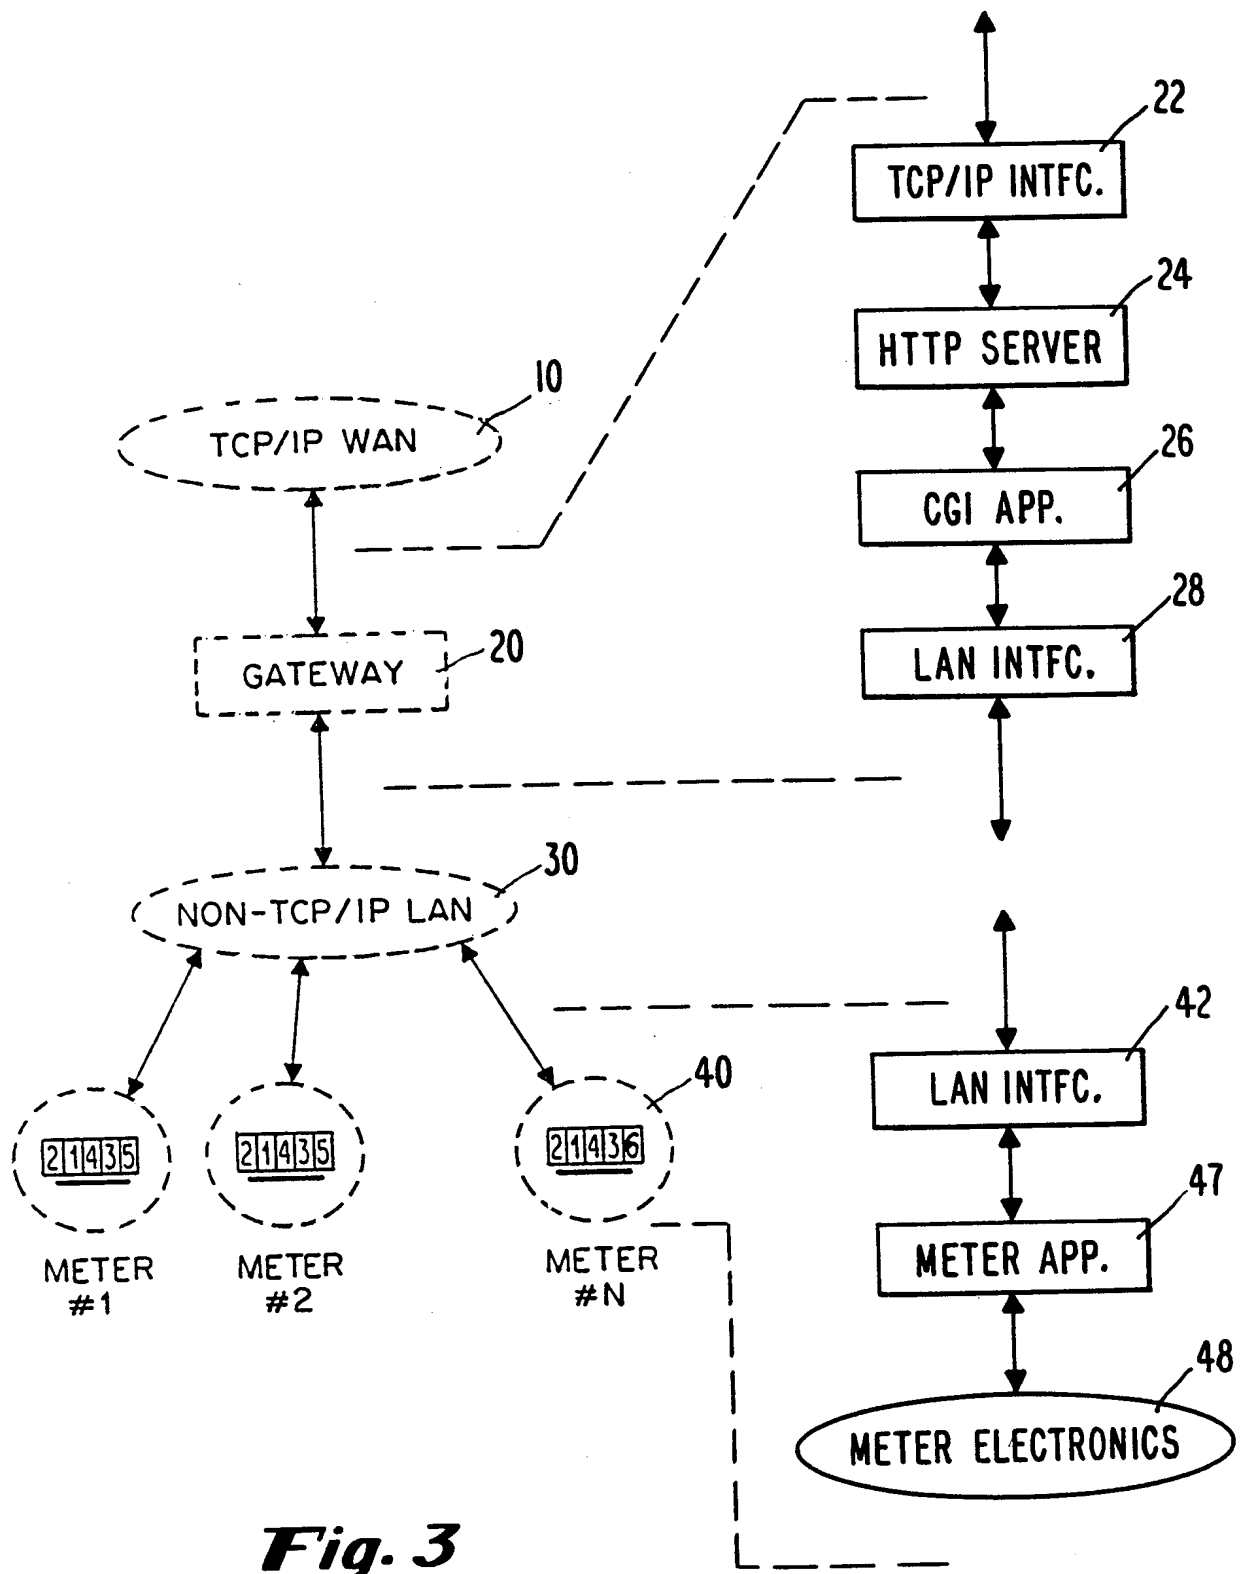 22
TCP/IP INTFC.
24
HTTP SERVER
10
TCP/IP WAN
26
CGI APP.
28
LAN INTFC.
20
GATEWAY
30
NON-TCP/IP LAN
42
LAN INTFC.
40
21435
21435
21436
METER
#1
METER
#2
METER
#N
47
METER APP.
48
METER ELECTRONICS
Fig. 3